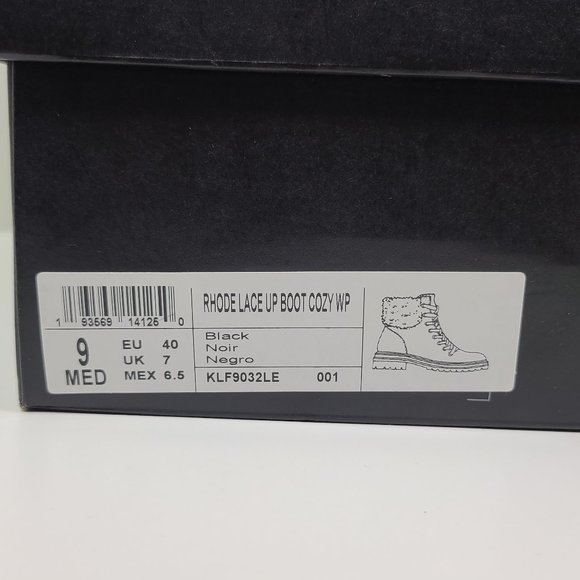 1 93569 14125 0
9
MED
EU 40
UK 7
MEX 6.5
RHODE LACE UP BOOT COZY WP
Black
Noir
Negro
KLF9032LE 001